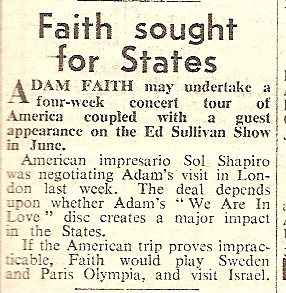 Faith sought
for States
ADAM FAITH may undertake a
four-week concert tour of
America coupled with a guest
appearance on the Ed Sullivan Show
in June.
American impresario Sol Shapiro
was negotiating Adam's visit in Lon-
don last week. The deal depends
upon whether Adam's "We Are In
Love" disc creates a major impact
in the States.
If the American trip proves imprac-
ticable, Faith would play Sweden
and Paris Olympia, and visit Israel.